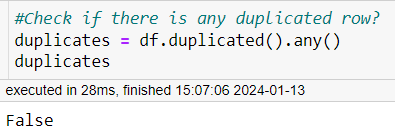 #Check if there is any duplicated row?
duplicates = df.duplicated().any()
duplicates
executed in 28ms, finished 15:07:06 2024-01-13
False